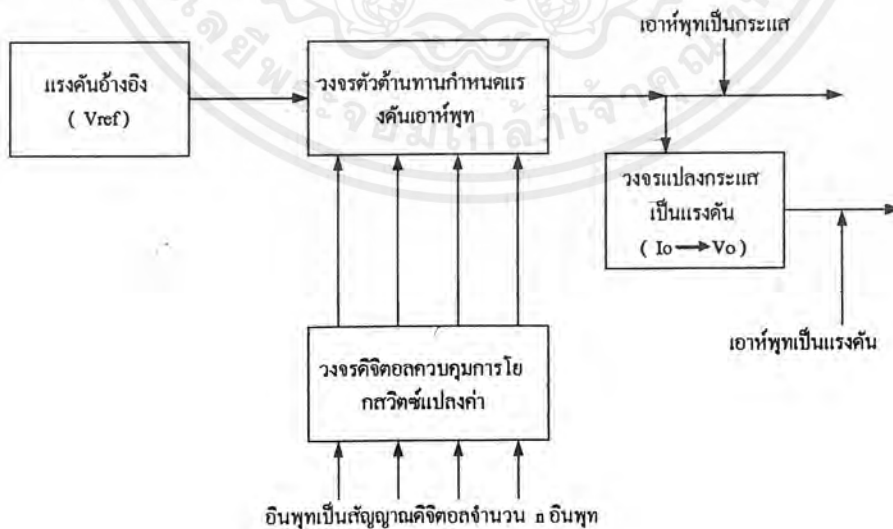 เอาห์พุทเป็นกระแส
แรงดันอ้างอิง
( Vref)
วงจรตัวต้านทานกำหนดแร
งดันเอาห์พุท
วงจรแปลงกระแส
เป็นแรงดัน
( Io → Vo )
เอาห์พุทเป็นแรงดัน
วงจรดิจิตอลควบคุมการโย
กสวิตซ์แปลงค่า
อินพุทเป็นสัญญาณดิจิตอลจำนวน n อินพุท